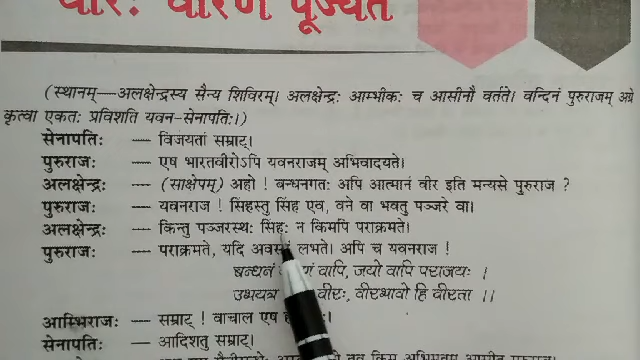 वीरः वीरेण पूज्यते
(स्थानम्—अलक्षेन्द्रस्य सैन्य शिविरम्। अलक्षेन्द्रः आम्भीकः च आसीनौ वर्तते। वन्दिनं पुरुराजम् अग्रे
कृत्वा एकतः प्रविशति यवन-सेनापतिः।)
सेनापतिः — विजयतां सम्राट्।
पुरुराजः — एष भारतवीरोऽपि यवनराजम् अभिवादयते।
अलक्षेन्द्रः — (साक्षेपम्) अहो ! बन्धनगतः अपि आत्मानं वीर इति मन्यसे पुरुराज ?
पुरुराजः — यवनराज ! सिंहस्तु सिंह एव, वने वा भवतु पञ्जरे वा।
अलक्षेन्द्रः — किन्तु पञ्जरस्थः सिंहः न किमपि पराक्रमते।
पुरुराजः — पराक्रमते, यदि लभते। अपि च यवनराज !
बन्धनं वापि, जयो वापि पराजयः ।
उभयत्र वीरः, वीरभावो हि वीरता ।।
आम्भिराजः — सम्राट् ! वाचाल एष
सेनापतिः — आदिशतु सम्राट्।